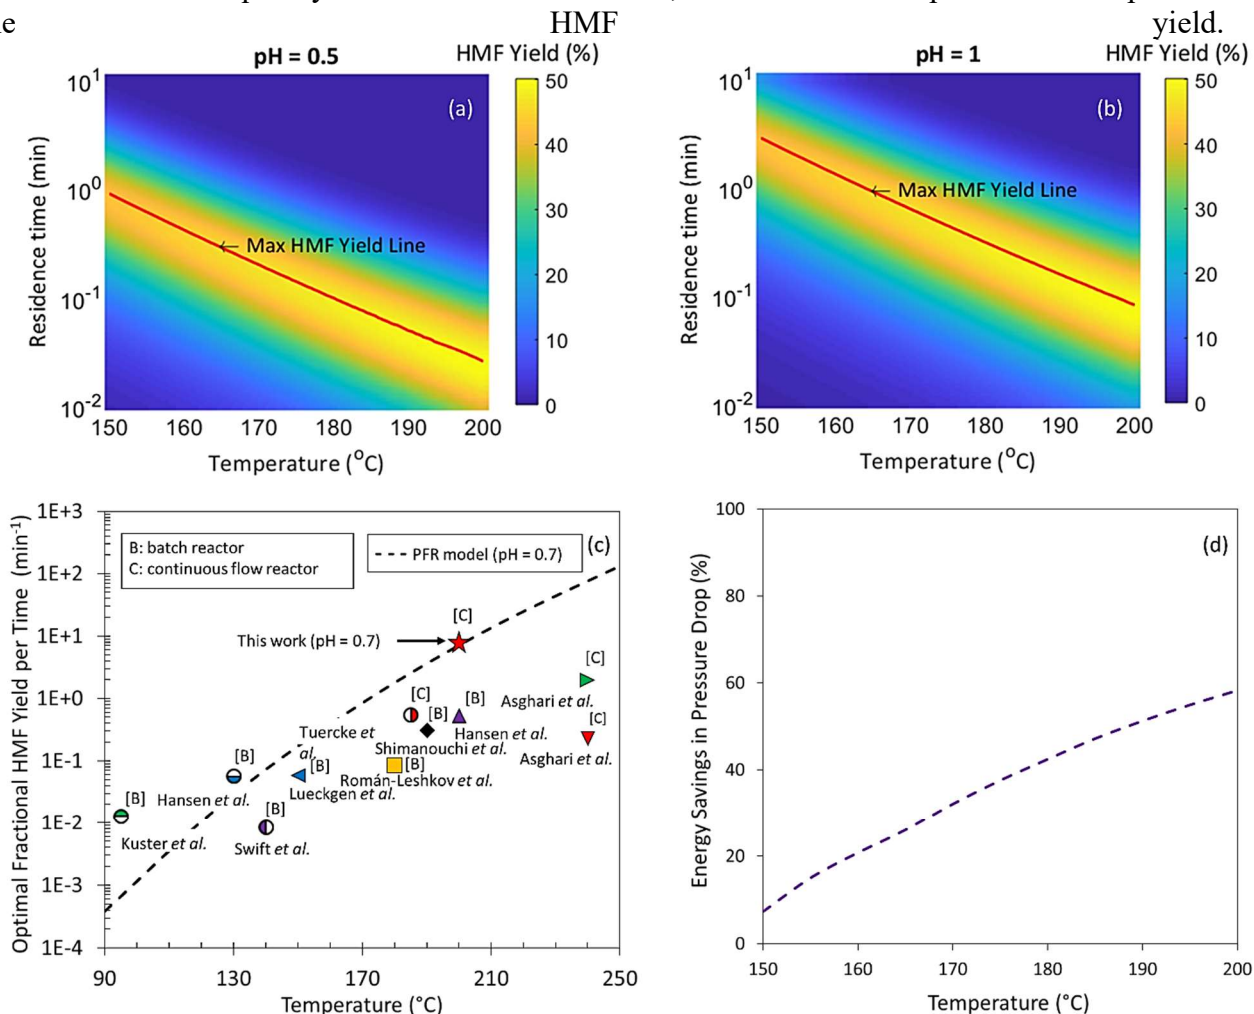 HMF yield.
pH = 0.5 HMF Yield (%)
(a)
Residence time (min)
10¹
10⁰
10⁻¹
10⁻²
← Max HMF Yield Line
50
40
30
20
10
0
150 160 170 180 190 200
Temperature (°C)
pH = 1 HMF Yield (%)
(b)
Residence time (min)
10¹
10⁰
10⁻¹
10⁻²
← Max HMF Yield Line
50
40
30
20
10
0
150 160 170 180 190 200
Temperature (°C)
Optimal Fractional HMF Yield per Time (min⁻¹)
1E+3
1E+2
1E+1
1E+0
1E-1
1E-2
1E-3
1E-4
B: batch reactor
C: continuous flow reactor
PFR model (pH = 0.7)
(c)
[C]
This work (pH = 0.7)
[C]
Asghari et al.
[C]
Asghari et al.
[C]
Tuercke et
al.
[B]
Shimanouchi et al.
[B]
Hansen et al.
[B]
Román-Leshkov et al.
[B]
Lueckgen et al.
[B]
Hansen et al.
[B]
Kuster et al.
[B]
Swift et al.
90 130 170 210 250
Temperature (°C)
Energy Savings in Pressure Drop (%)
100
80
60
40
20
0
(d)
150 160 170 180 190 200
Temperature (°C)